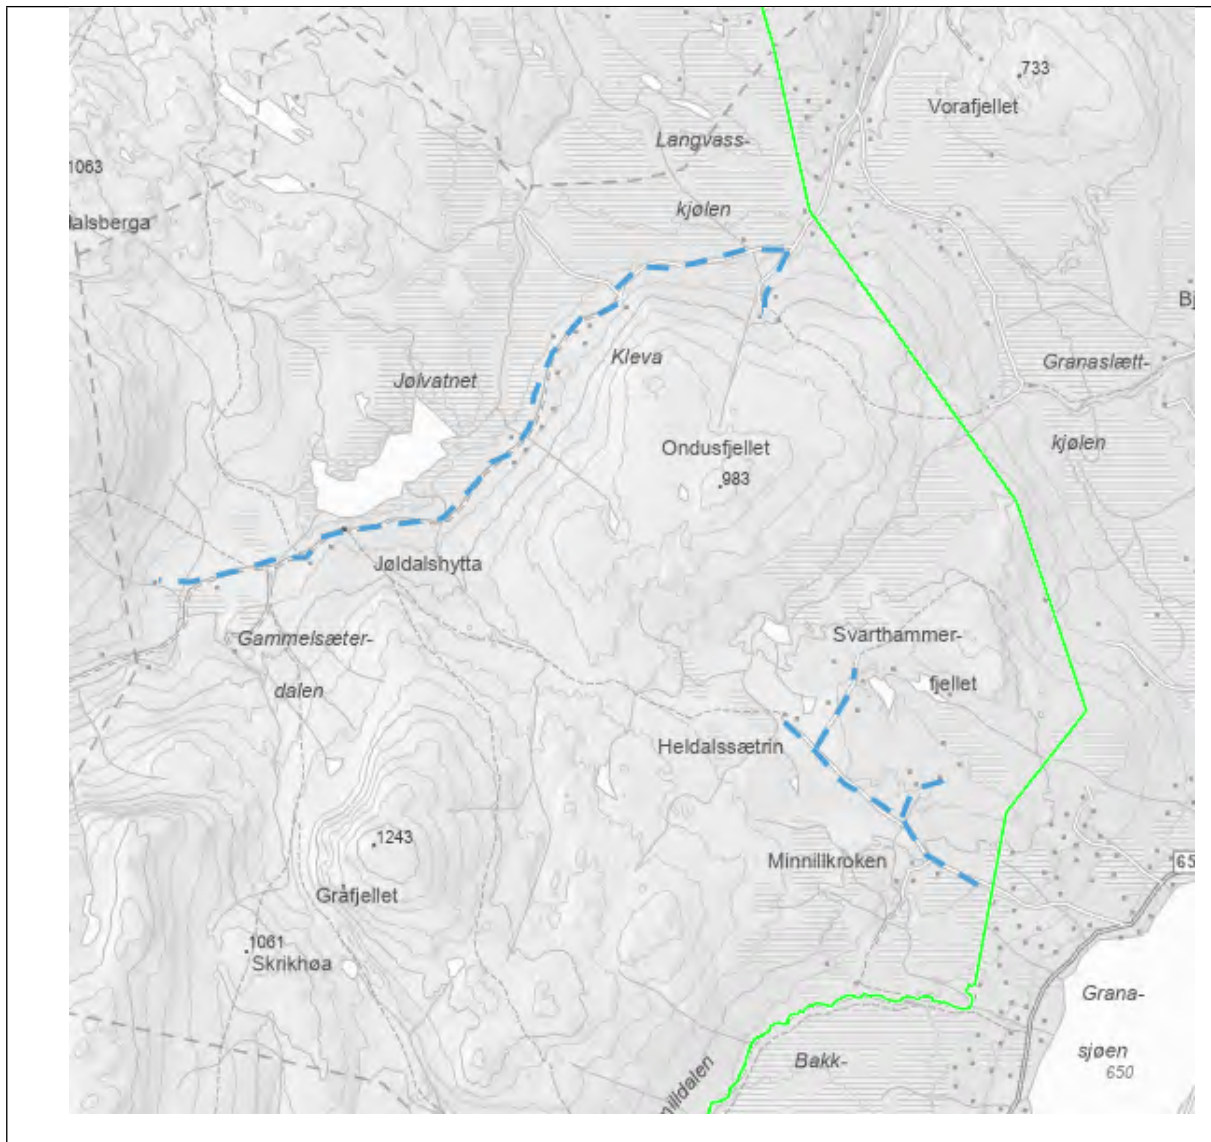 733
Vorafjellet
Langvass-
1063
kjølen
lalsberga
Bj
Kleva
Granaslætt-
Jølvatnet
kjølen
Ondusfjellet
983
Jøldalshytta
Gammelsæter-
Svarthammer-
dalen
fjellet
Heldalssætrin
1243
Minnillkroken
65
Gråfjellet
1061
Skrikhøa
Grana-
sjøen
650
Bakk-
nilldalen